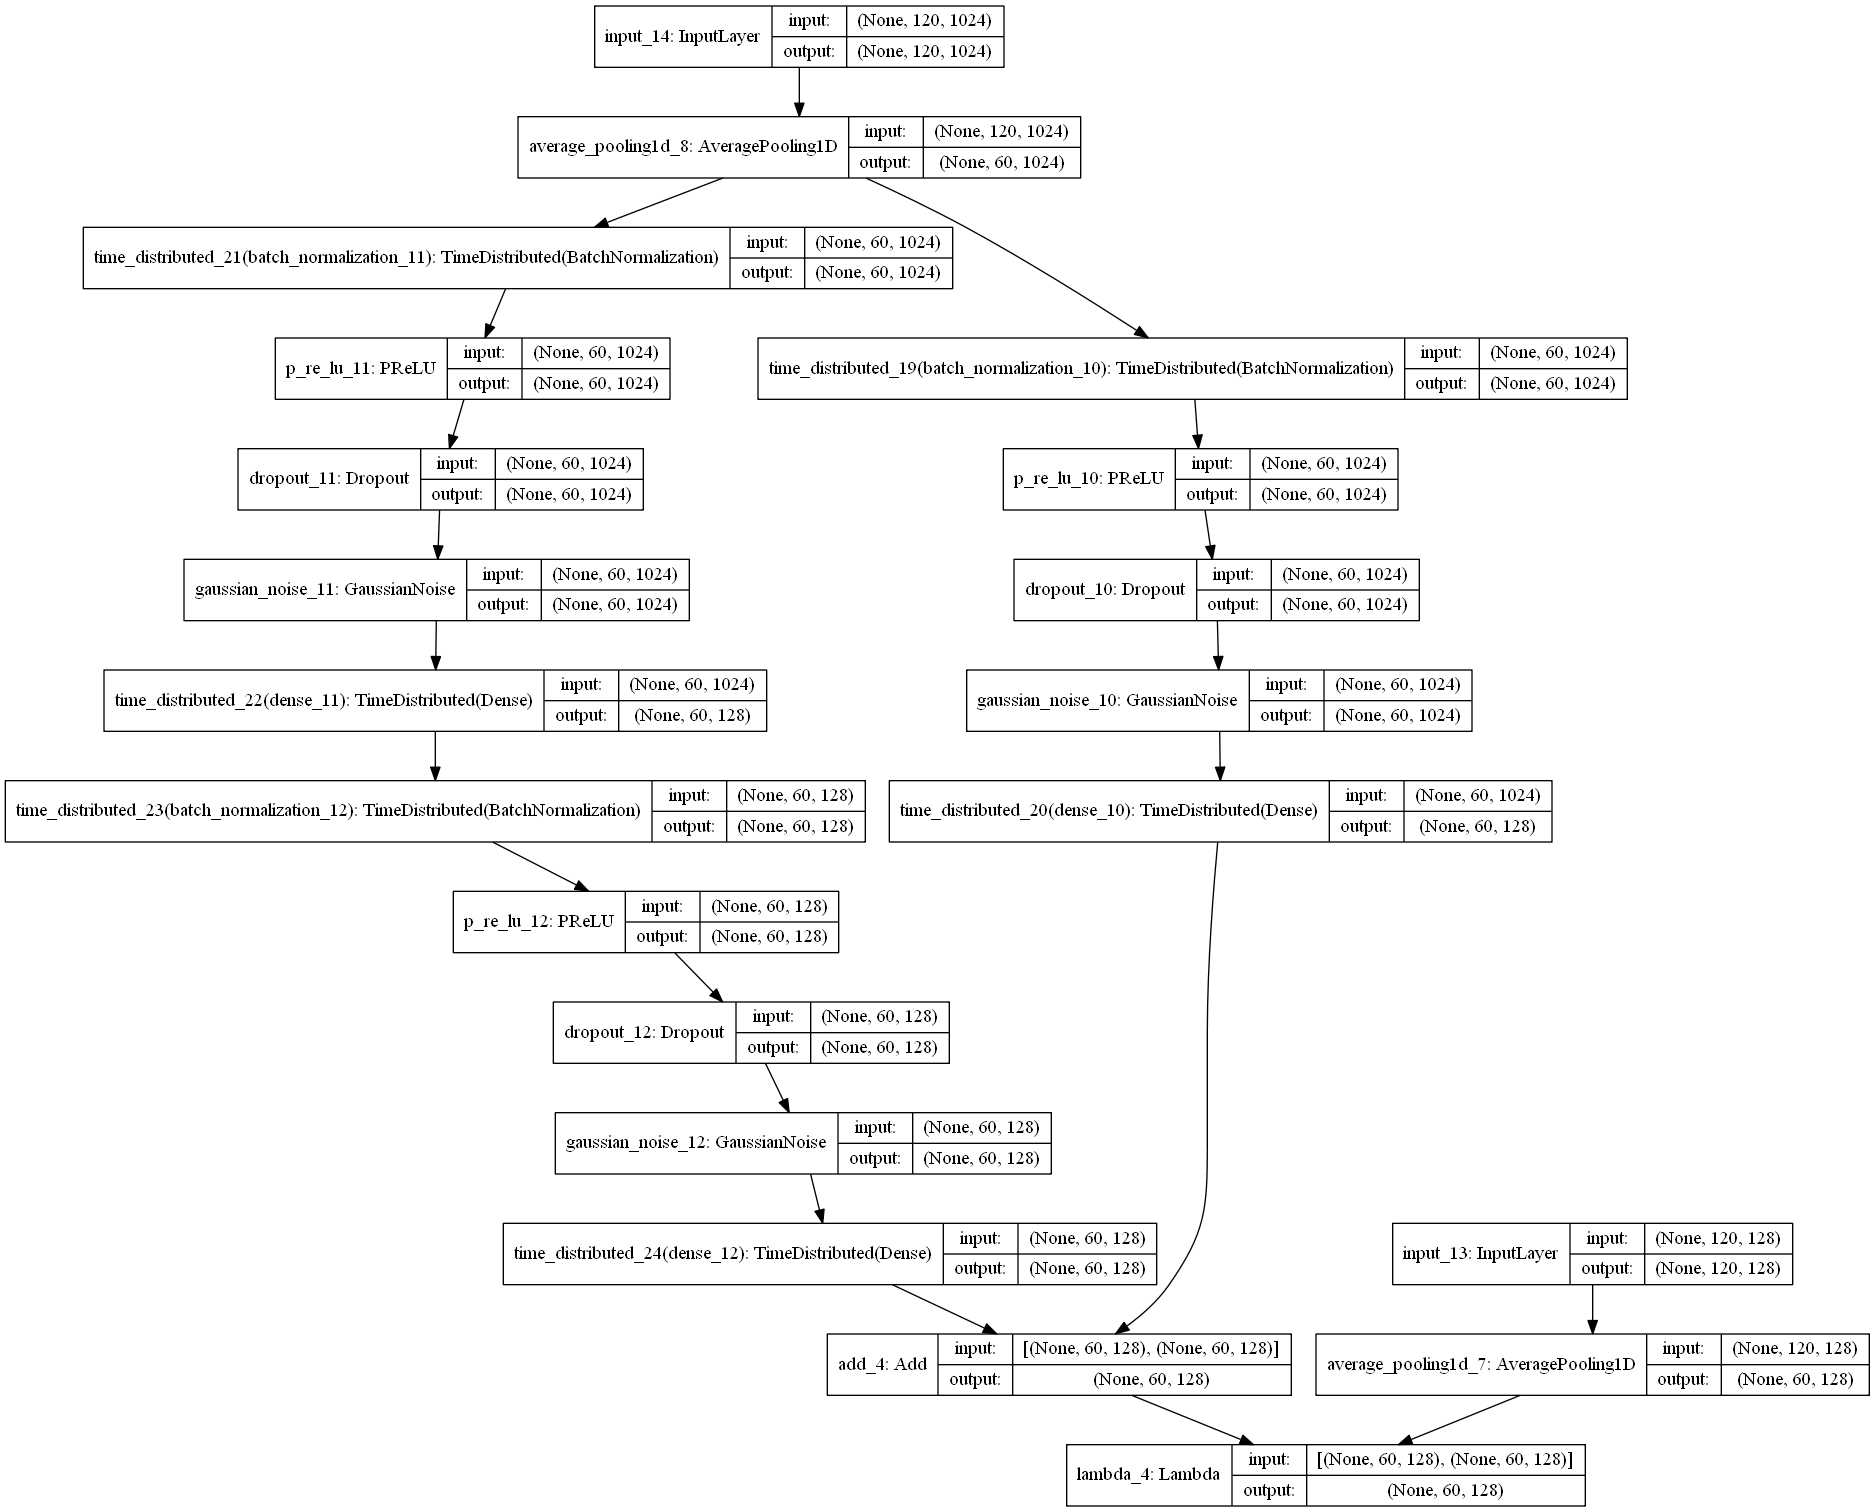 input_14: InputLayer
input: (None, 120, 1024)
output: (None, 120, 1024)
average_pooling1d_8: AveragePooling1D
input: (None, 120, 1024)
output: (None, 60, 1024)
time_distributed_21(batch_normalization_11): TimeDistributed(BatchNormalization)
input: (None, 60, 1024)
output: (None, 60, 1024)
p_re_lu_11: PReLU
input: (None, 60, 1024)
output: (None, 60, 1024)
time_distributed_19(batch_normalization_10): TimeDistributed(BatchNormalization)
input: (None, 60, 1024)
output: (None, 60, 1024)
dropout_11: Dropout
input: (None, 60, 1024)
output: (None, 60, 1024)
p_re_lu_10: PReLU
input: (None, 60, 1024)
output: (None, 60, 1024)
gaussian_noise_11: GaussianNoise
input: (None, 60, 1024)
output: (None, 60, 1024)
dropout_10: Dropout
input: (None, 60, 1024)
output: (None, 60, 1024)
time_distributed_22(dense_11): TimeDistributed(Dense)
input: (None, 60, 1024)
output: (None, 60, 128)
gaussian_noise_10: GaussianNoise
input: (None, 60, 1024)
output: (None, 60, 1024)
time_distributed_23(batch_normalization_12): TimeDistributed(BatchNormalization)
input: (None, 60, 128)
output: (None, 60, 128)
time_distributed_20(dense_10): TimeDistributed(Dense)
input: (None, 60, 1024)
output: (None, 60, 128)
p_re_lu_12: PReLU
input: (None, 60, 128)
output: (None, 60, 128)
dropout_12: Dropout
input: (None, 60, 128)
output: (None, 60, 128)
gaussian_noise_12: GaussianNoise
input: (None, 60, 128)
output: (None, 60, 128)
time_distributed_24(dense_12): TimeDistributed(Dense)
input: (None, 60, 128)
output: (None, 60, 128)
input_13: InputLayer
input: (None, 120, 128)
output: (None, 120, 128)
add_4: Add
input: [(None, 60, 128), (None, 60, 128)]
output: (None, 60, 128)
average_pooling1d_7: AveragePooling1D
input: (None, 120, 128)
output: (None, 60, 128)
lambda_4: Lambda
input: [(None, 60, 128), (None, 60, 128)]
output: (None, 60, 128)